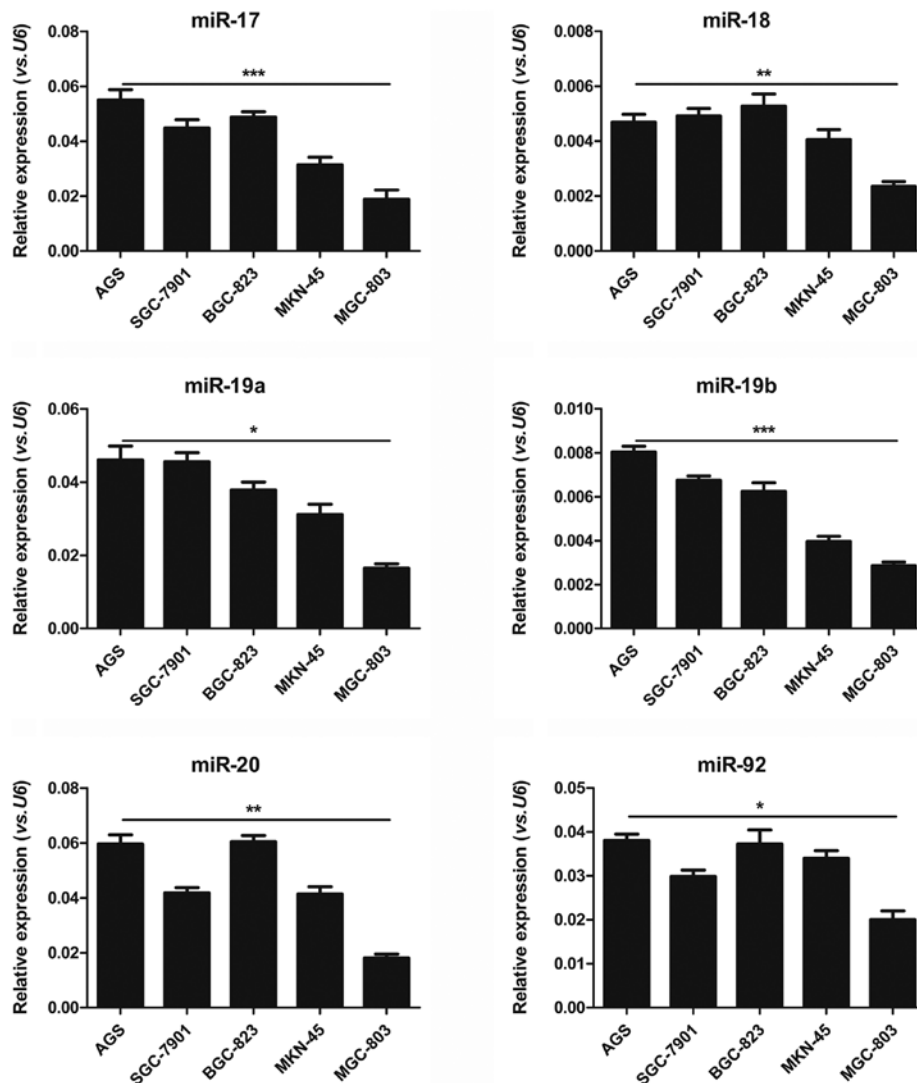 miR-17
Relative expression (vs.U6)
0.08
0.06
0.04
0.02
0.00
***
AGS
SGC-7901
BGC-823
MKN-45
MGC-803
miR-18
Relative expression (vs.U6)
0.008
0.006
0.004
0.002
0.000
**
AGS
SGC-7901
BGC-823
MKN-45
MGC-803
miR-19a
Relative expression (vs.U6)
0.06
0.04
0.02
0.00
*
AGS
SGC-7901
BGC-823
MKN-45
MGC-803
miR-19b
Relative expression (vs.U6)
0.010
0.008
0.006
0.004
0.002
0.000
***
AGS
SGC-7901
BGC-823
MKN-45
MGC-803
miR-20
Relative expression (vs.U6)
0.08
0.06
0.04
0.02
0.00
**
AGS
SGC-7901
BGC-823
MKN-45
MGC-803
miR-92
Relative expression (vs.U6)
0.05
0.04
0.03
0.02
0.01
0.00
*
AGS
SGC-7901
BGC-823
MKN-45
MGC-803